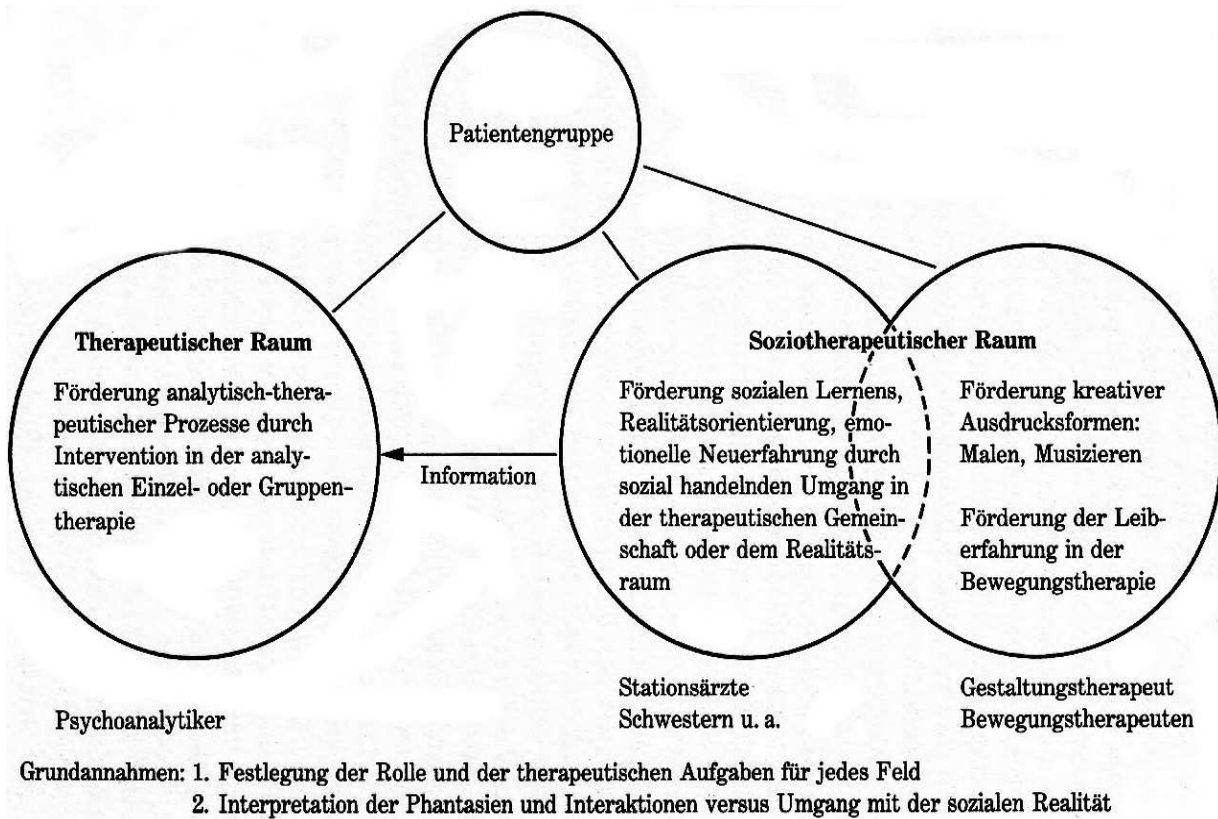 Patientengruppe
Therapeutischer Raum
Förderung analytisch-thera-
peutischer Prozesse durch
Intervention in der analy-
tischen Einzel- oder Gruppen-
therapie
Information
Soziotherapeutischer Raum
Förderung sozialen Lernens,
Realitätsorientierung, emo-
tionelle Neuerfahrung durch
sozial handelnden Umgang in
der therapeutischen Gemein-
schaft oder dem Realitäts-
raum
Förderung kreativer
Ausdrucksformen:
Malen, Musizieren
Förderung der Leib-
erfahrung in der
Bewegungstherapie
Psychoanalytiker
Stationsärzte
Schwestern u. a.
Gestaltungstherapeut
Bewegungstherapeuten
Grundannahmen: 1. Festlegung der Rolle und der therapeutischen Aufgaben für jedes Feld
2. Interpretation der Phantasien und Interaktionen versus Umgang mit der sozialen Realität